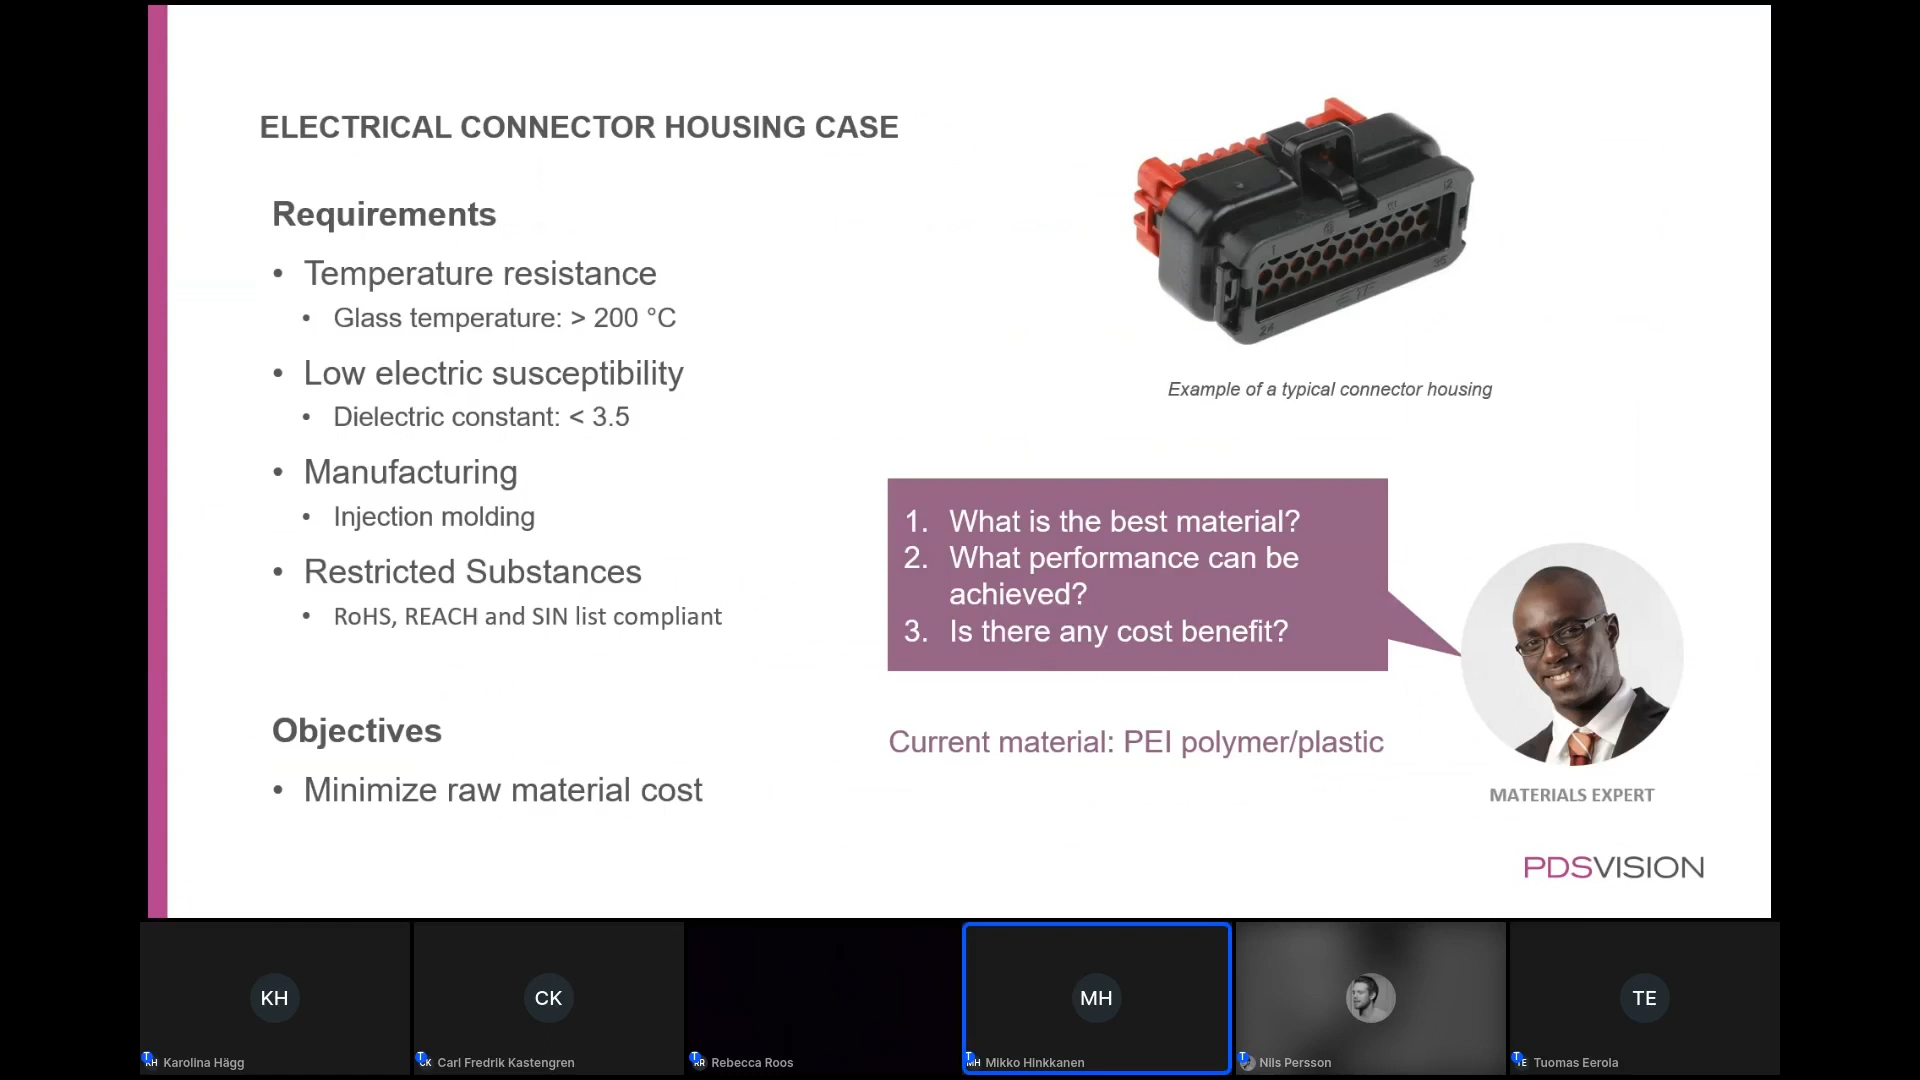 ELECTRICAL CONNECTOR HOUSING CASE
Requirements
• Temperature resistance
• Glass temperature: > 200 °C
• Low electric susceptibility
• Dielectric constant: < 3.5
• Manufacturing
• Injection molding
• Restricted Substances
• RoHS, REACH and SIN list compliant
Objectives
• Minimize raw material cost
Example of a typical connector housing
1. What is the best material?
2. What performance can be
achieved?
3. Is there any cost benefit?
Current material: PEI polymer/plastic
MATERIALS EXPERT
PDSVISION
KH
CK
MH
TE
Karolina Hägg
Carl Fredrik Kastengren
Rebecca Roos
Mikko Hinkkanen
Nils Persson
Tuomas Eerola